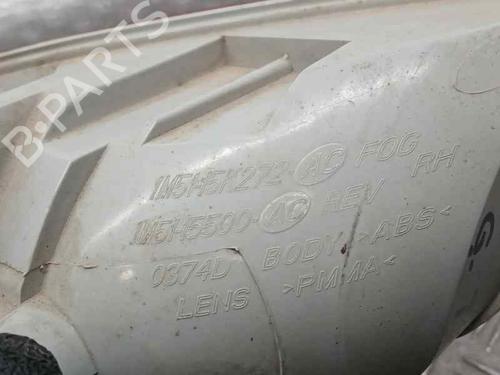 B-PARTS
1M5H5K272- AC FOG
RH
1M5H5500- AC REV
0374D BODY >ABS<
LENS >PMMA<